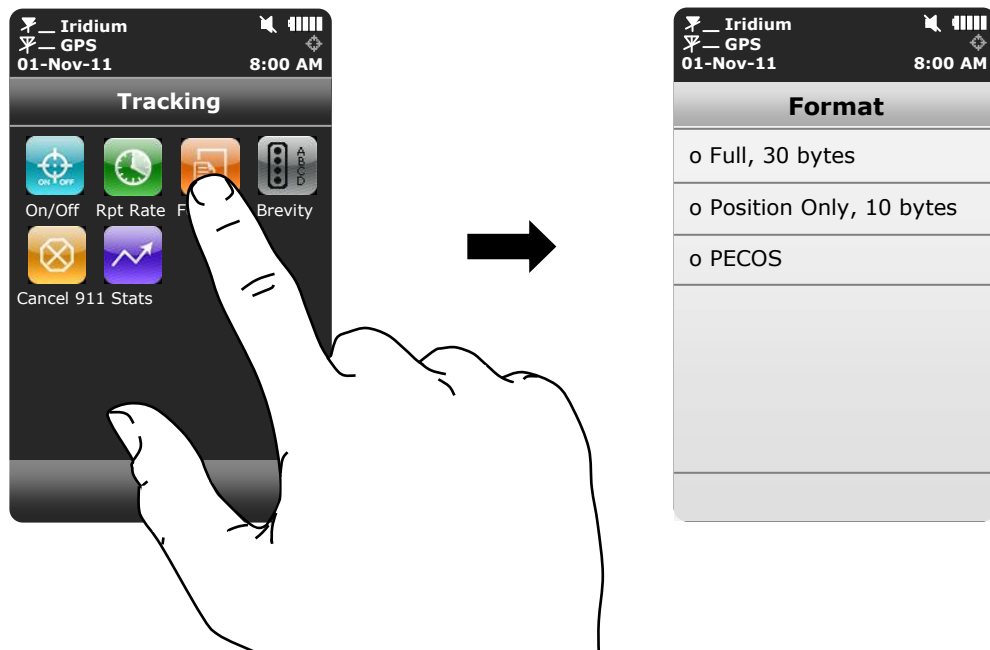 Iridium
GPS
01-Nov-11 8:00 AM
Tracking
ON OFF
A B C D
On/Off Rpt Rate F Brevity
Cancel 911 Stats
Iridium
GPS
01-Nov-11 8:00 AM
Format
o Full, 30 bytes
o Position Only, 10 bytes
o PECOS